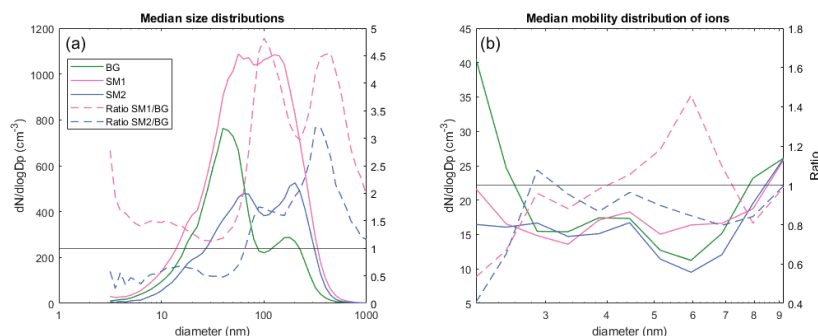 Median size distributions
(a)
BG
SM1
SM2
Ratio SM1/BG
Ratio SM2/BG
dN/dlogDp (cm-3)
1200
1000
800
600
400
200
0
5
4.5
4
3.5
3
2.5
2
1.5
1
0.5
0
1 10 100 1000
diameter (nm)
Median mobility distribution of ions
(b)
dN/dlogDp (cm-3)
45
40
35
30
25
20
15
10
5
1.8
1.6
1.4
1.2
1
0.8
0.6
0.4
Ratio
3 4 5 6 7 8 9
diameter (nm)